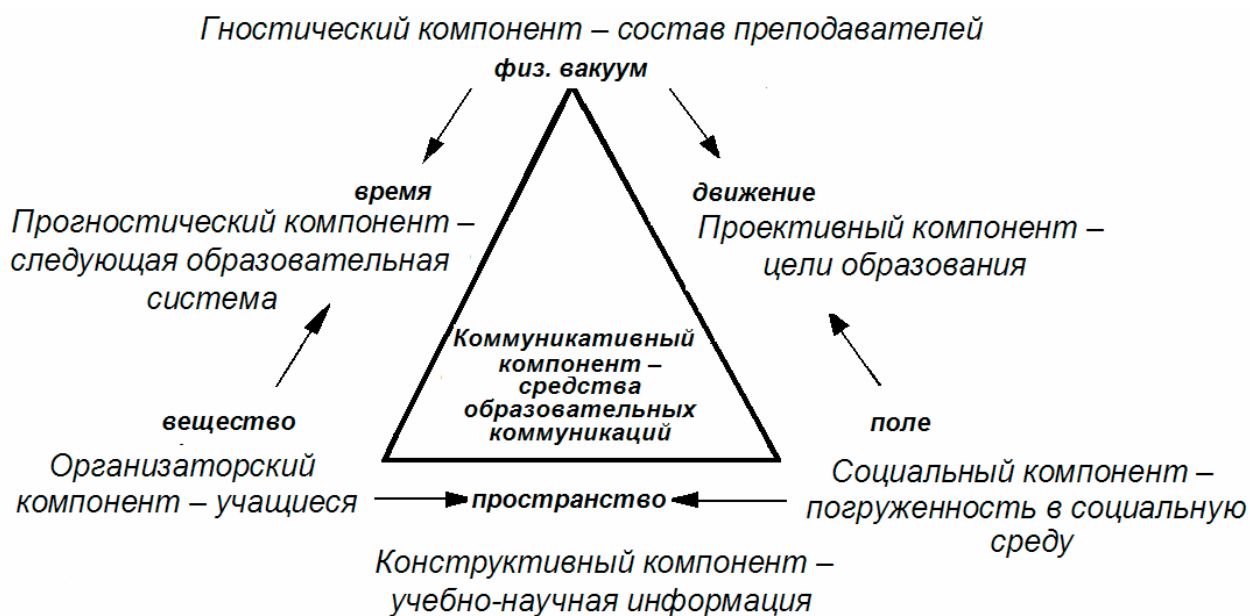 Гностический компонент – состав преподавателей
физ. вакуум
время
Прогностический компонент –
следующая образовательная
система
движение
Проективный компонент –
цели образования
Коммуникативный
компонент –
средства
образовательных
коммуникаций
вещество
Организаторский
компонент – учащиеся
поле
Социальный компонент –
погруженность в социальную
среду
пространство
Конструктивный компонент –
учебно-научная информация